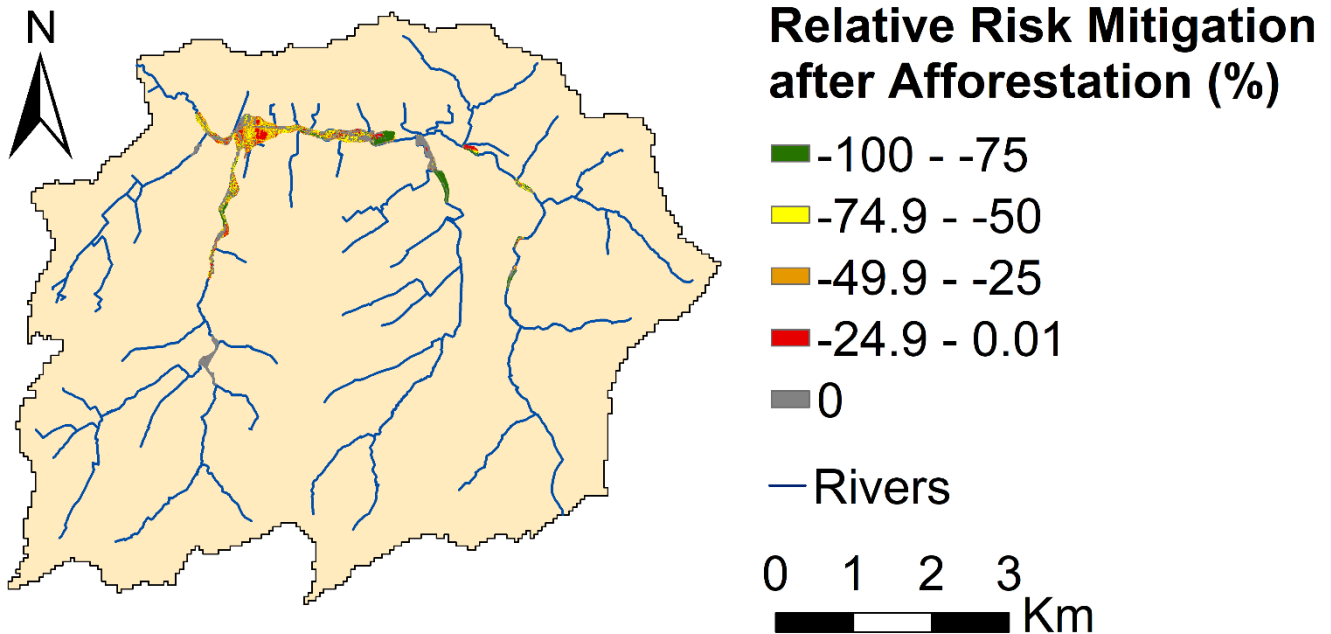 N
Relative Risk Mitigation
after Afforestation (%)
-100 - -75
-74.9 - -50
-49.9 - -25
-24.9 - 0.01
0
Rivers
0 1 2 3
Km